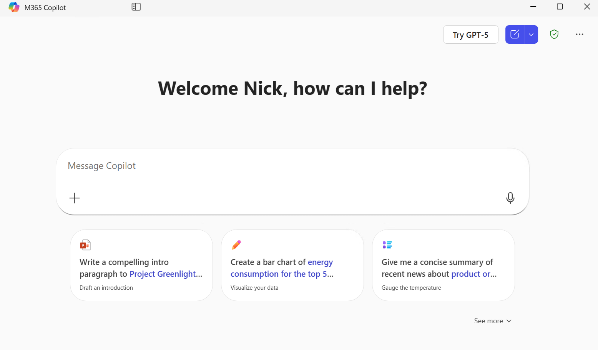 M365 Copilot
Try GPT-5
Welcome Nick, how can I help?
Message Copilot
Write a compelling intro
paragraph to Project Greenlight...
Draft an introduction
Create a bar chart of energy
consumption for the top 5...
Visualize your data
Give me a concise summary of
recent news about product or...
Gauge the temperature
See more